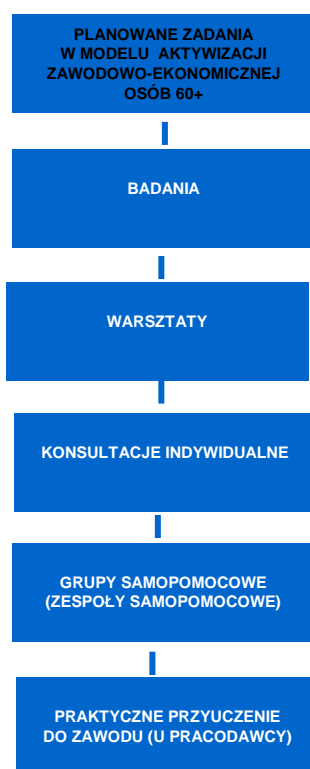 PLANOWANE ZADANIA
W MODELU AKTYWIZACJI
ZAWODOWO-EKONOMICZNEJ
OSÓB 60+
BADANIA
WARSZTATY
KONSULTACJE INDYWIDUALNE
GRUPY SAMOPOMOCOWE
(ZESPOŁY SAMOPOMOCOWE)
PRAKTYCZNE PRZYUCZENIE
DO ZAWODU (U PRACODAWCY)